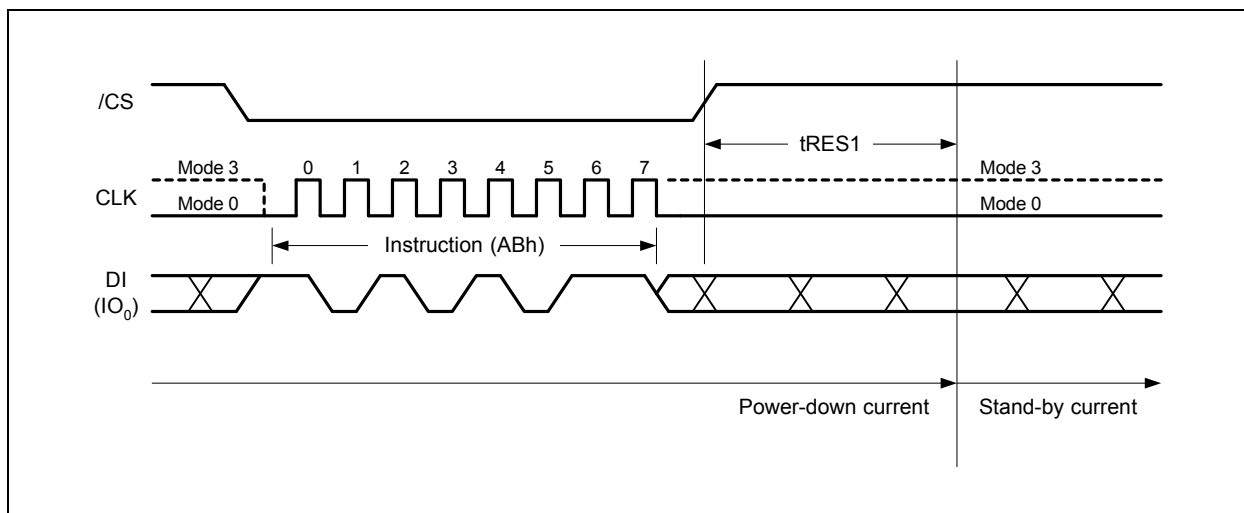 /CS
tRES1
Mode 3 0 1 2 3 4 5 6 7 Mode 3
CLK
Mode 0 Mode 0
Instruction (ABh)
DI
(IO0)
Power-down current Stand-by current